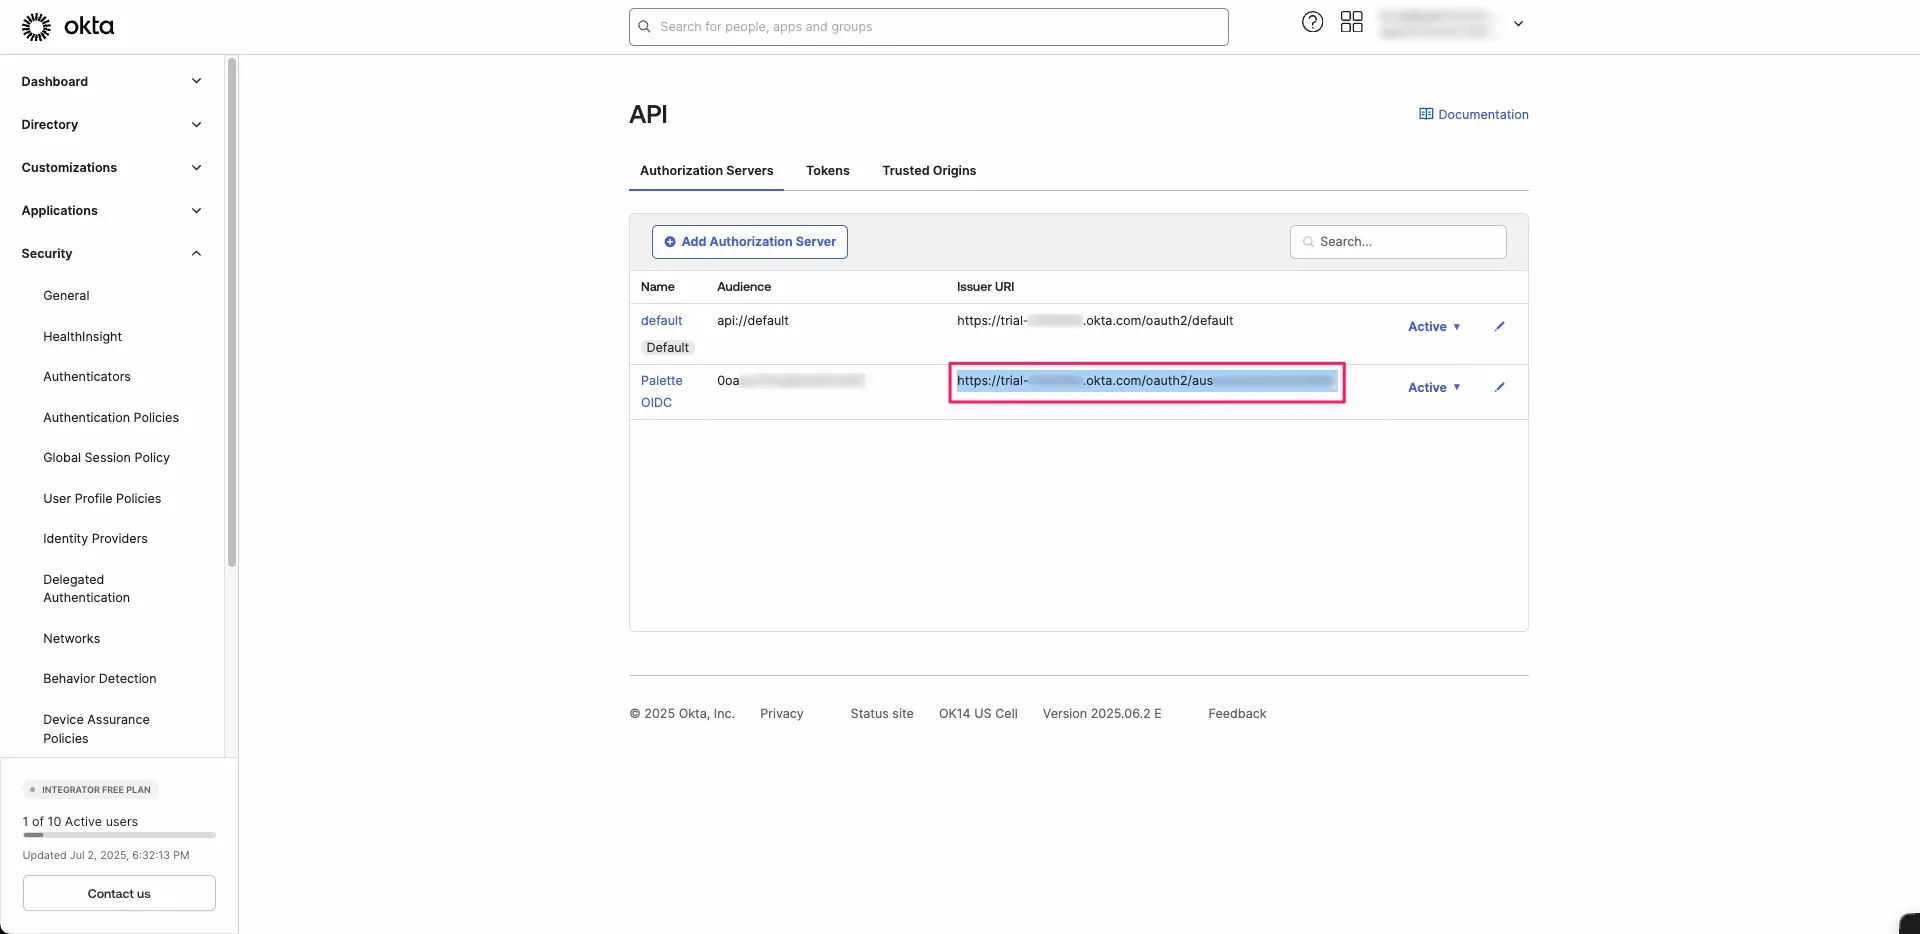 okta
Search for people, apps and groups
Dashboard
Directory
Customizations
Applications
Security
General
HealthInsight
Authenticators
Authentication Policies
Global Session Policy
User Profile Policies
Identity Providers
Delegated
Authentication
Networks
Behavior Detection
Device Assurance
Policies
INTEGRATOR FREE PLAN
1 of 10 Active users
Updated Jul 2, 2025, 6:32:13 PM
Contact us
API
Documentation
Authorization Servers Tokens Trusted Origins
Add Authorization Server
Search...
Name Audience Issuer URI
default api://default https://trial- .okta.com/oauth2/default Active
Default
Palette 0oa https://trial- .okta.com/oauth2/aus Active
OIDC
© 2025 Okta, Inc. Privacy Status site OK14 US Cell Version 2025.06.2 E Feedback